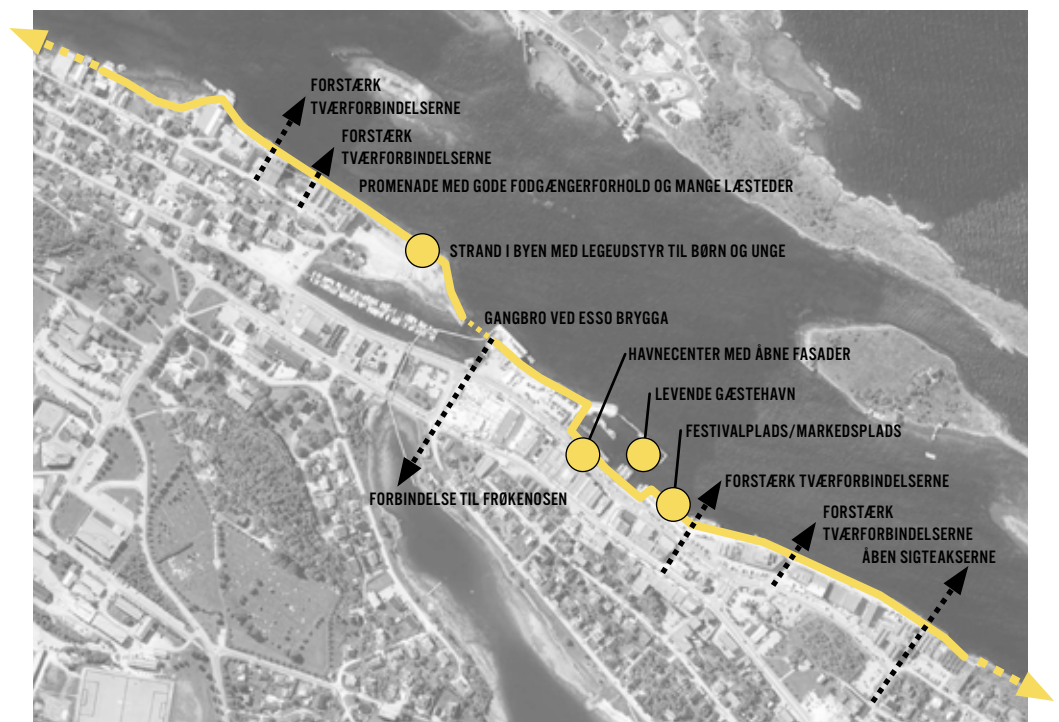 FORSTÆRK
TVÆRFORBINDELSERNE
FORSTÆRK
TVÆRFORBINDELSERNE
PROMENADE MED GODE FODGÆNGERFORHOLD OG MANGE LÆSTEDER
STRAND I BYEN MED LEGEUDSTYR TIL BØRN OG UNGE
GANGBRO VED ESSO BRYGGA
HAVNECENTER MED ÅBNE FASADER
LEVENDE GÆSTEHAVN
FESTIVALPLADS/MARKEDSPLADS
FORSTÆRK TVÆRFORBINDELSERNE
FORBINDELSE TIL FRØKENOSEN
FORSTÆRK
TVÆRFORBINDELSERNE
ÅBEN SIGTEAKSERNE